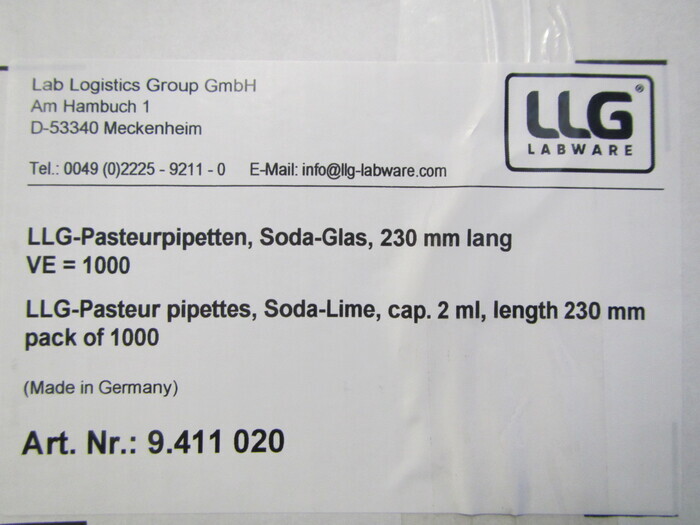 Lab Logistics Group GmbH
Am Hambuch 1
D-53340 Meckenheim
Tel.: 0049 (0)2225 - 9211 - 0 E-Mail: info@llg-labware.com
LLG®
LABWARE
LLG-Pasteurpipetten, Soda-Glas, 230 mm lang
VE = 1000
LLG-Pasteur pipettes, Soda-Lime, cap. 2 ml, length 230 mm
pack of 1000
(Made in Germany)
Art. Nr.: 9.411 020